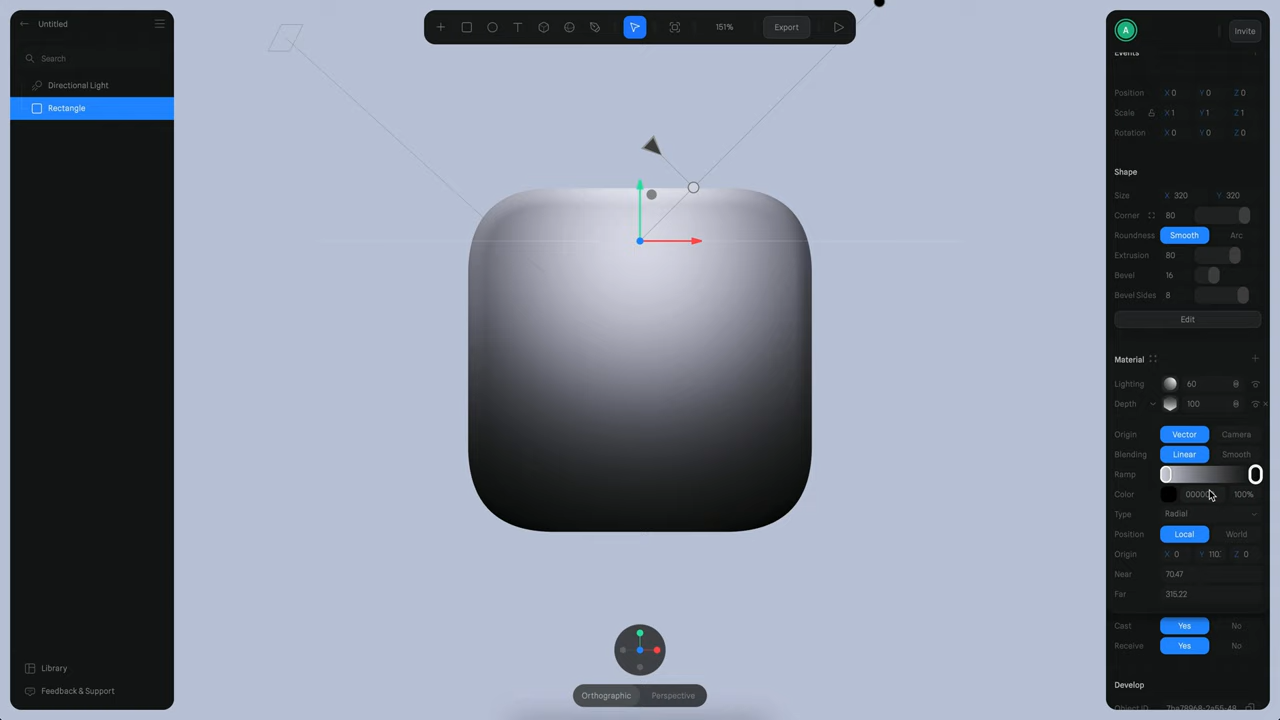 Untitled
151%
Export
A
Invite
Search
Directional Light
Rectangle
Library
Feedback & Support
Orthographic
Perspective
Events
Position X 0 Y 0 Z 0
Scale X 1 Y 1 Z 1
Rotation X 0 Y 0 Z 0
Shape
Size X 320 Y 320
Corner 80
Roundness Smooth Arc
Extrusion 80
Bevel 16
Bevel Sides 8
Edit
Material
Lighting 60
Depth 100
Origin Vector Camera
Blending Linear Smooth
Ramp
Color 100%
Type Radial
Position Local World
Origin X 0 Y 110. Z 0
Near 70.47
Far 315.22
Cast Yes No
Receive Yes No
Develop
Object ID